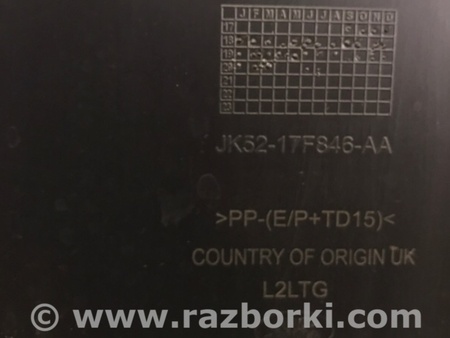 J F M A M J J A S O N D
17
18
19
20
21
22
23
JK52-17F846-AA
>PP-(E/P+TD15)<
COUNTRY OF ORIGIN UK
L2LTG
© www.razborki.com